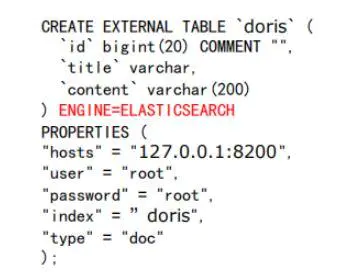 CREATE EXTERNAL TABLE `doris` (
`id` bigint(20) COMMENT "",
`title` varchar,
`content` varchar(200)
) ENGINE=ELASTICSEARCH
PROPERTIES (
"hosts" = "127.0.0.1:8200",
"user" = "root",
"password" = "root",
"index" = ” doris",
"type" = "doc"
);